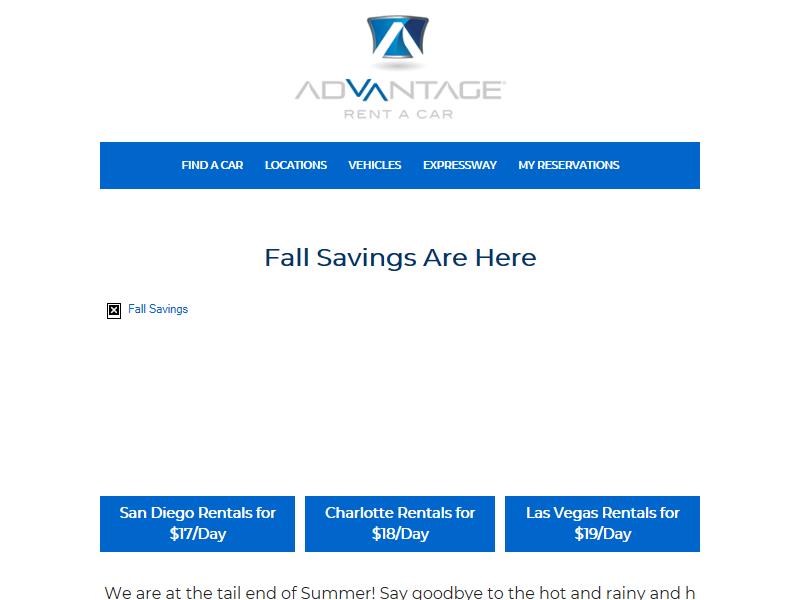 ADVANTAGE®
RENT A CAR
FIND A CAR LOCATIONS VEHICLES EXPRESSWAY MY RESERVATIONS
Fall Savings Are Here
Fall Savings
San Diego Rentals for
$17/Day
Charlotte Rentals for
$18/Day
Las Vegas Rentals for
$19/Day
We are at the tail end of Summer! Say goodbye to the hot and rainy and h